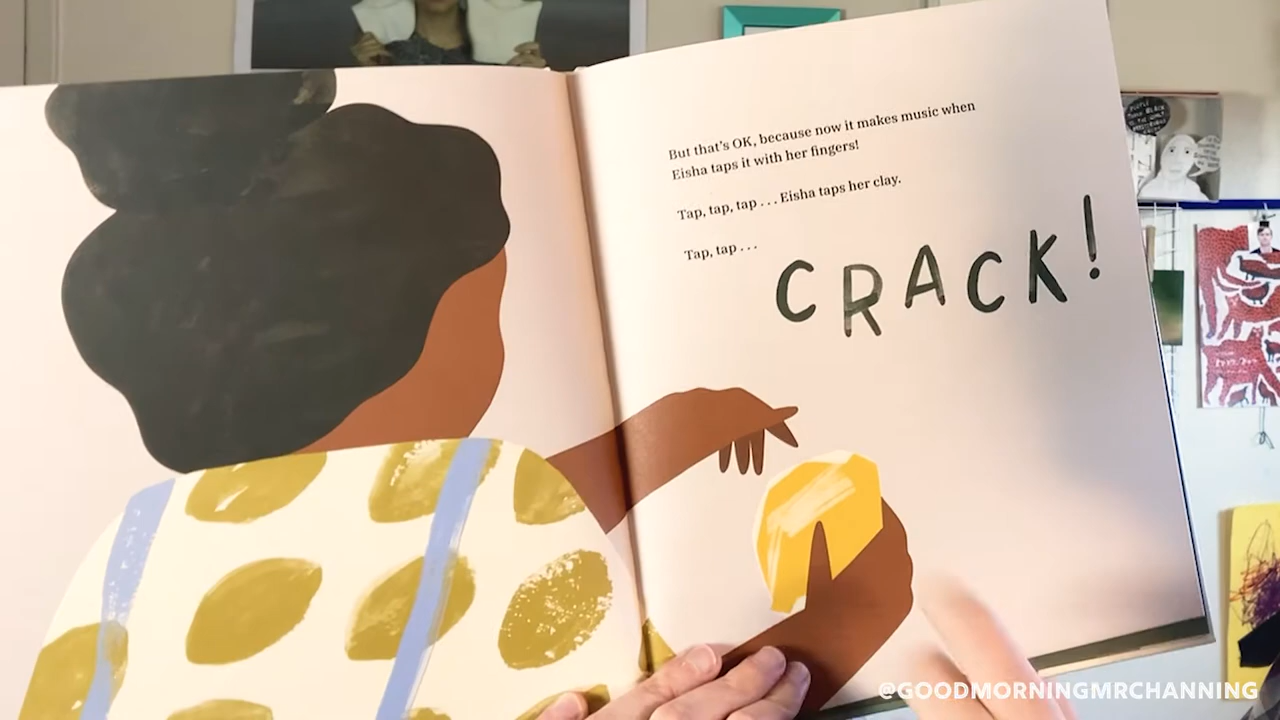 But that's OK, because now it makes music when
Eisha taps it with her fingers!
Tap, tap, tap . . . Eisha taps her clay.
Tap, tap . . .
CRACK!
@GOODMORNINGMRCHANNING